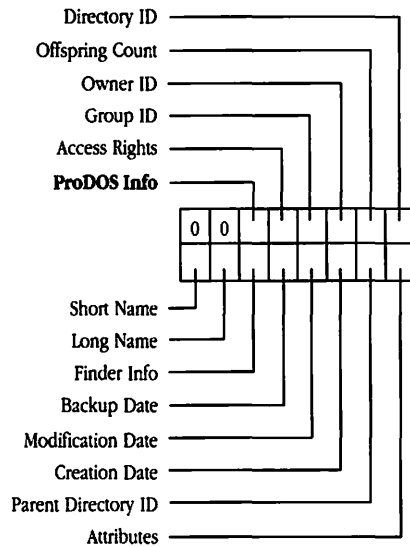 Directory ID
Offspring Count
Owner ID
Group ID
Access Rights
ProDOS Info
0 0
Short Name
Long Name
Finder Info
Backup Date
Modification Date
Creation Date
Parent Directory ID
Attributes